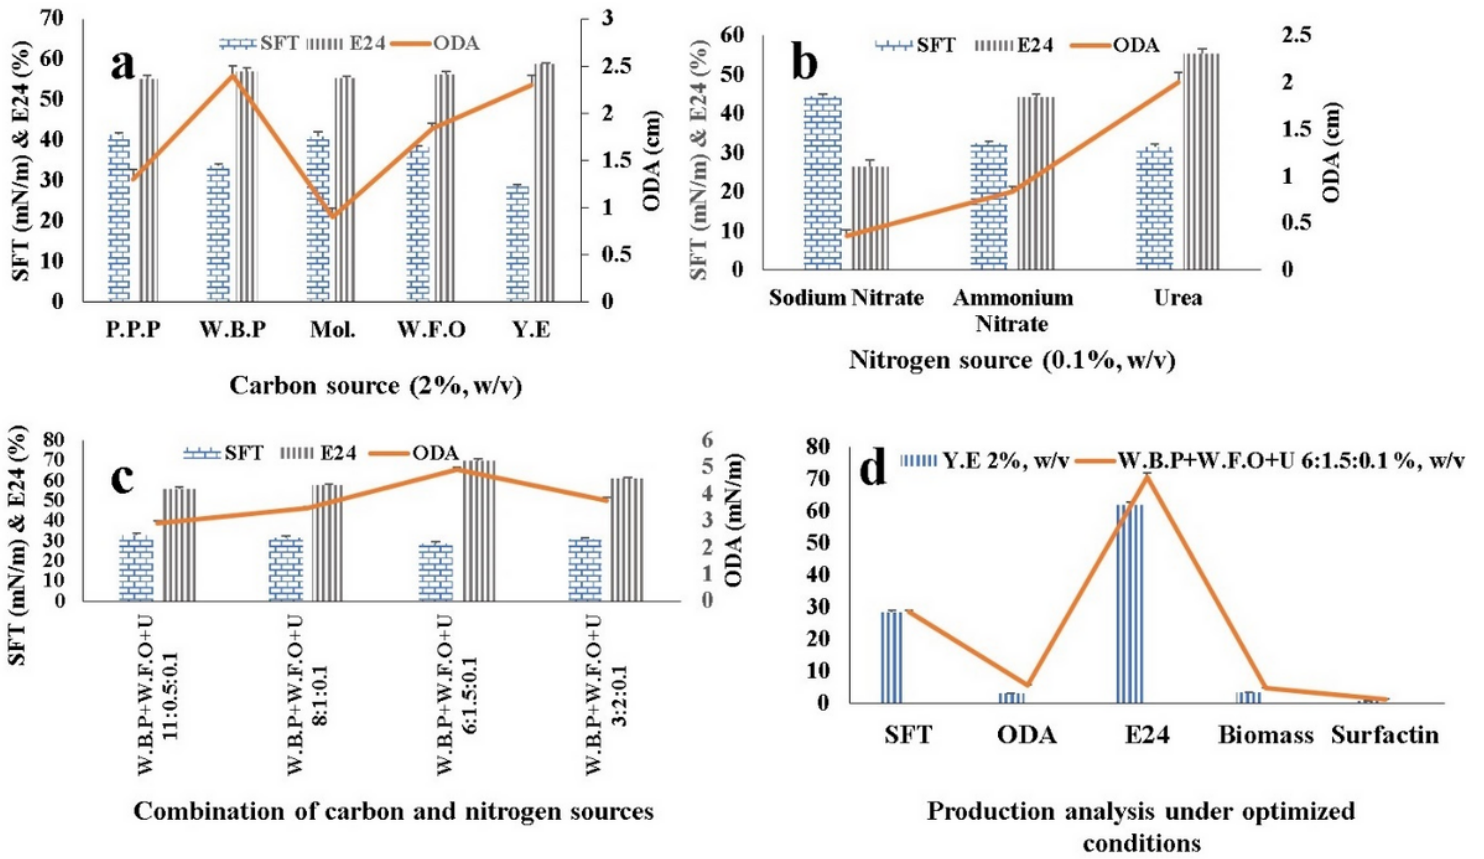 a
SFT E24 ODA
SFT (mN/m) & E24 (%)
70
60
50
40
30
20
10
0
3
2.5
2
1.5
1
0.5
0
ODA (cm)
P.P.P W.B.P Mol. W.F.O Y.E
Carbon source (2%, w/v)
b
SFT E24 ODA
SFT (mN/m) & E24 (%)
60
50
40
30
20
10
0
2.5
2
1.5
1
0.5
0
ODA (cm)
Sodium Nitrate Ammonium Urea
Nitrate
Nitrogen source (0.1%, w/v)
c
SFT E24 ODA
SFT (mN/m) & E24 (%)
80
70
60
50
40
30
20
10
0
6
5
4
3
2
1
0
ODA (mN/m)
W.B.P+W.F.O+U
11:0.5:0.1
W.B.P+W.F.O+U
8:1:0.1
W.B.P+W.F.O+U
6:1.5:0.1
W.B.P+W.F.O+U
3:2:0.1
Combination of carbon and nitrogen sources
d
Y.E 2%, w/v W.B.P+W.F.O+U 6:1.5:0.1 %, w/v
80
70
60
50
40
30
20
10
0
SFT ODA E24 Biomass Surfactin
Production analysis under optimized
conditions